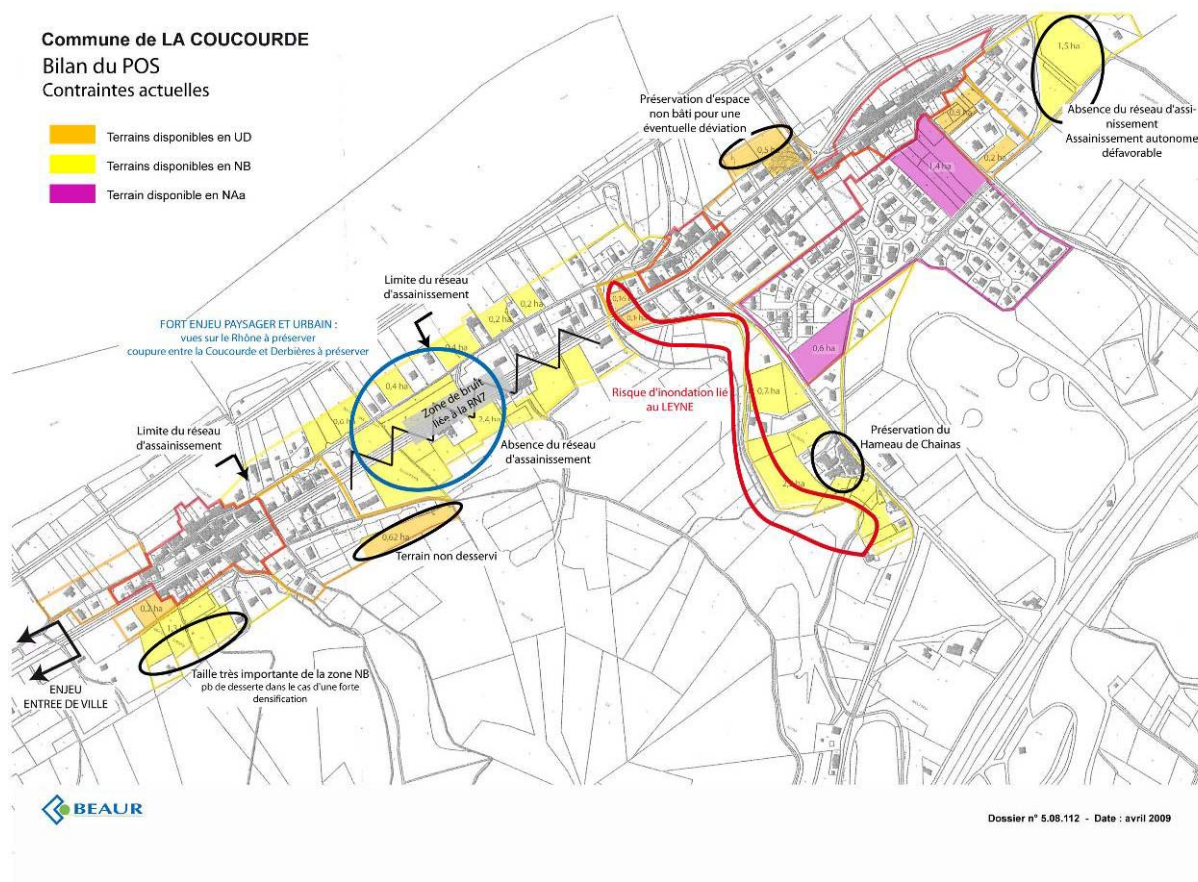 Commune de LA COUCOURDE
Bilan du POS
Contraintes actuelles
Terrains disponibles en UD
Terrains disponibles en NB
Terrain disponible en NAa
Préservation d'espace
non bâti pour une
éventuelle déviation
0,5
1,5 ha
Absence du réseau d'assi-
nissement
Assainissement autonome
défavorable
0,3 ha
0,2 ha
1,4 ha
Limite du réseau
d'assainissement
0,2 ha
0,2 ha
0,4 ha
0,4 ha
FORT ENJEU PAYSAGER ET URBAIN :
vues sur le Rhône à préserver
coupure entre la Coucourde et Derbières à préserver
0,6 ha
Zone de bruit
liée à la RN7
Risque d'inondation lié
au LEYNE
0,7 ha
Préservation du
Hameau de Chainas
Limite du réseau
d'assainissement
Absence du réseau
d'assainissement
0,62 ha
Terrain non desservi
0,2 ha
Taille très importante de la zone NB
pb de desserte dans le cas d'une forte
densification
ENJEU
ENTREE DE VILLE
BEAUR
Dossier n° 5.08.112 - Date : avril 2009